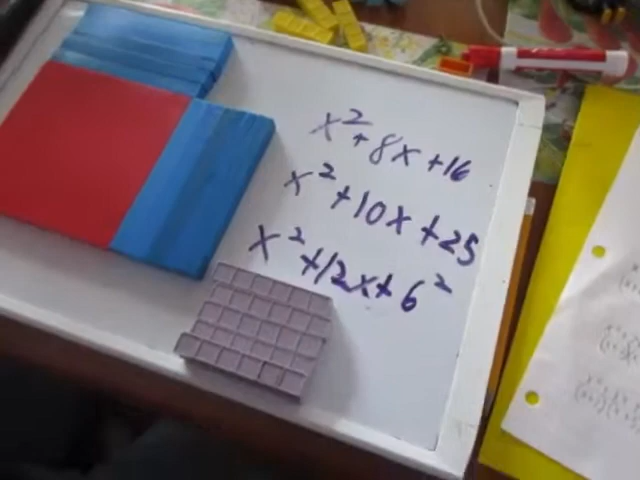 x² + 8x + 16
x² + 10x + 25
x² + 12x + 6²